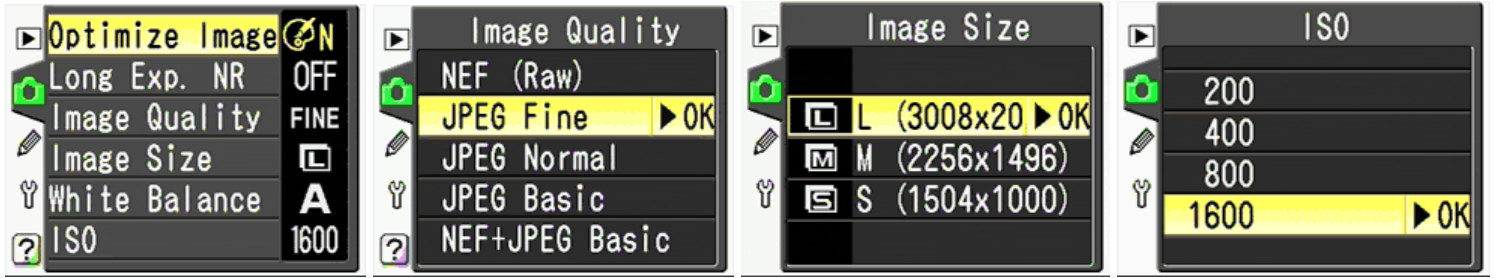 Optimize Image N
Long Exp. NR OFF
Image Quality FINE
Image Size L
White Balance A
ISO 1600
?
Image Quality
NEF (Raw)
JPEG Fine ▶OK
JPEG Normal
JPEG Basic
NEF+JPEG Basic
?
Image Size
L L (3008x20 ▶OK
M M (2256x1496)
S S (1504x1000)
ISO
200
400
800
1600 ▶OK